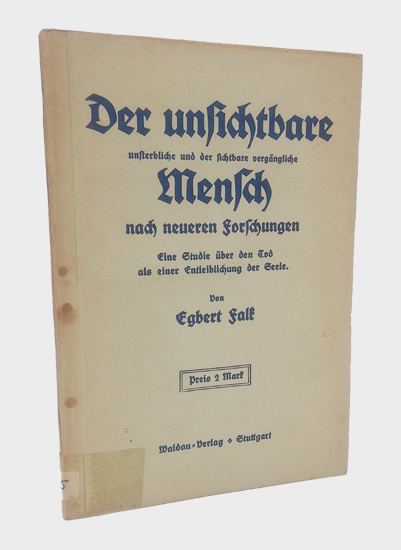 Der unsichtbare
unsterbliche und der sichtbare vergängliche
Mensch
nach neueren Forschungen
Eine Studie über den Tod
als einer Entleiblichung der Seele.
Von
Egbert Falk
Preis 2 Mark
Waldau-Verlag ⬥ Stuttgart
5